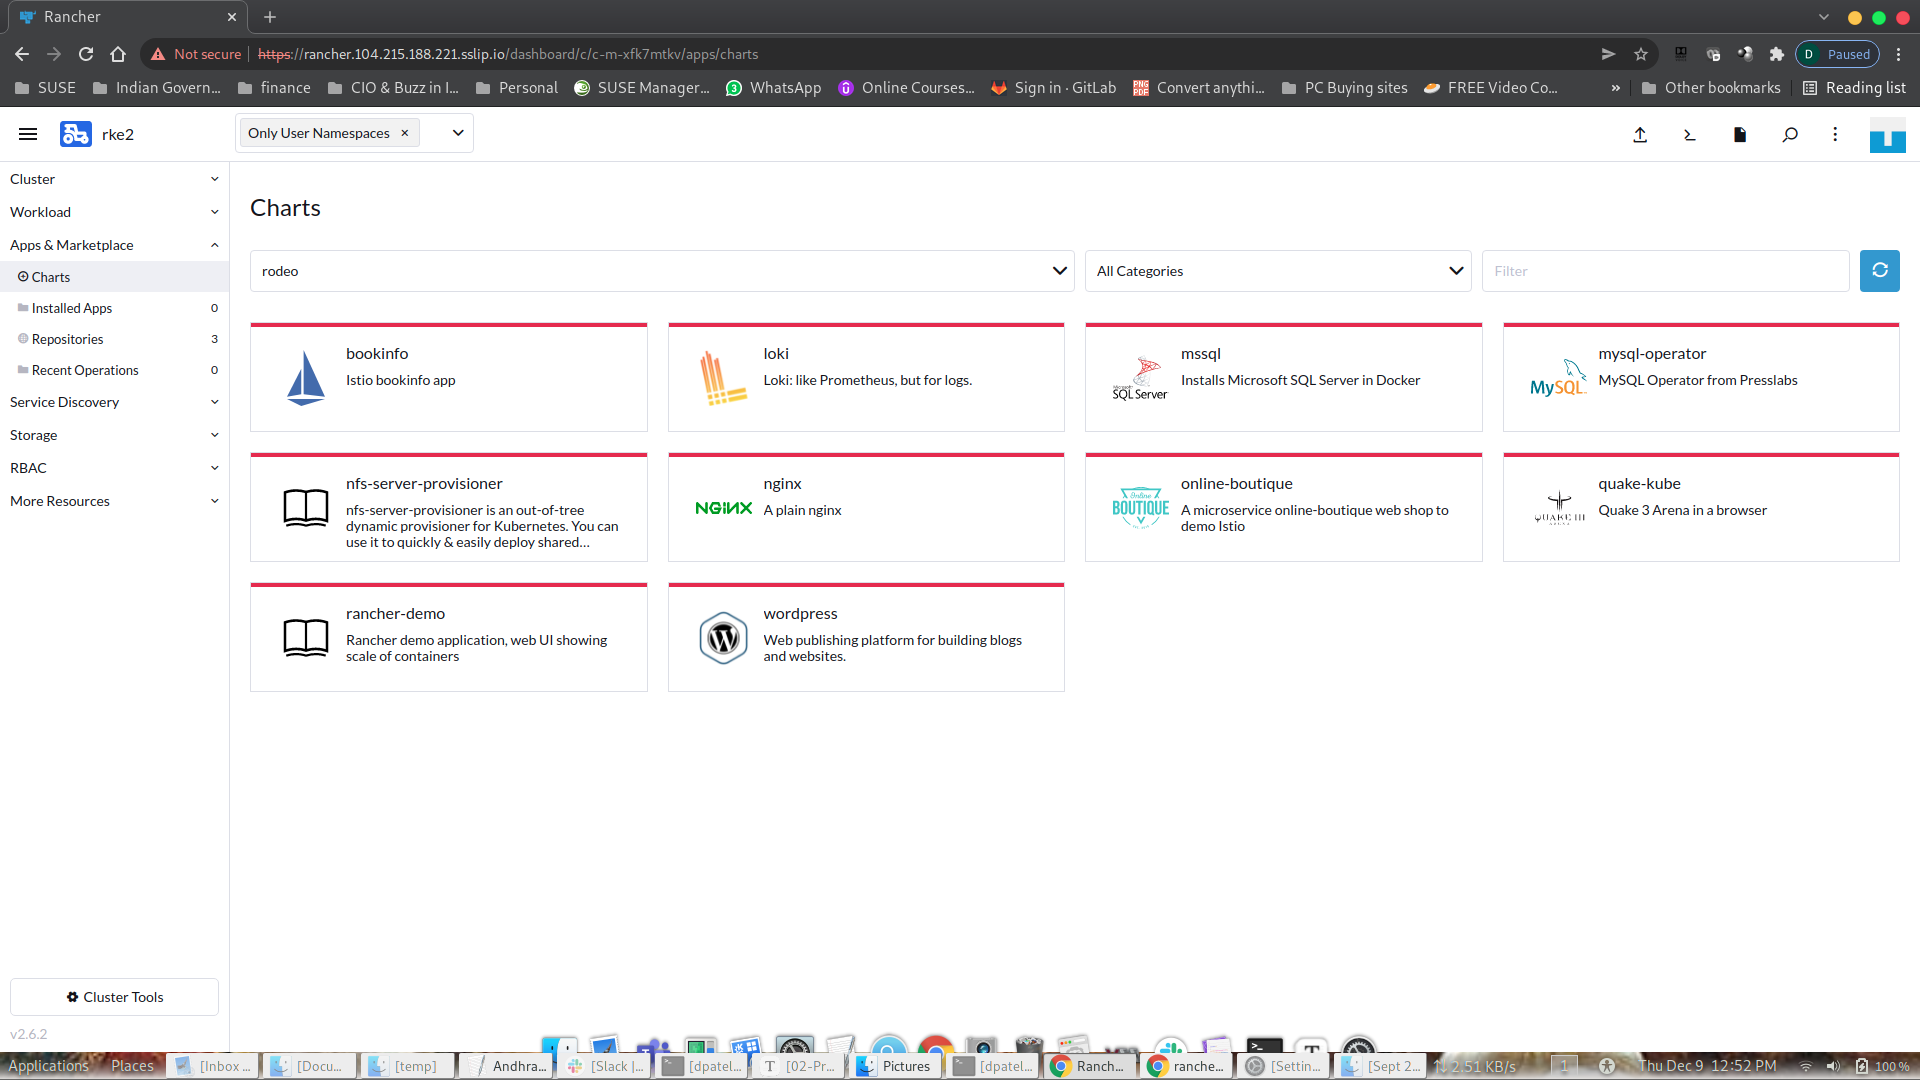 Rancher
Not secure
https://rancher.104.215.188.221.sslip.io/dashboard/c/c-m-xfk7mtkv/apps/charts
D Paused
SUSE
Indian Govern...
finance
CIO & Buzz in I...
Personal
SUSE Manager...
WhatsApp
Online Courses...
Sign in · GitLab
Convert anythi...
PC Buying sites
FREE Video Co...
»
Other bookmarks
Reading list
rke2
Only User Namespaces
Cluster
Workload
Apps & Marketplace
Charts
Installed Apps 0
Repositories 3
Recent Operations 0
Service Discovery
Storage
RBAC
More Resources
Cluster Tools
v2.6.2
Charts
rodeo
All Categories
Filter
bookinfo
Istio bookinfo app
loki
Loki: like Prometheus, but for logs.
Microsoft
SQL Server
mssql
Installs Microsoft SQL Server in Docker
MySQL
mysql-operator
MySQL Operator from Presslabs
nfs-server-provisioner
nfs-server-provisioner is an out-of-tree
dynamic provisioner for Kubernetes. You can
use it to quickly & easily deploy shared...
NGINX
nginx
A plain nginx
Online
BOUTIQUE
online-boutique
A microservice online-boutique web shop to
demo Istio
QUAKE III
ARENA
quake-kube
Quake 3 Arena in a browser
rancher-demo
Rancher demo application, web UI showing
scale of containers
wordpress
Web publishing platform for building blogs
and websites.
Applications
Places
[Inbox ...
[Docu...
[temp]
Andhra...
[Slack |...
[dpatel...
[02-Pr...
Pictures
[dpatel...
Ranch...
ranche...
[Settin...
[Sept 2...
2.51 KB/s
1
Thu Dec 9 12:52 PM
100 %